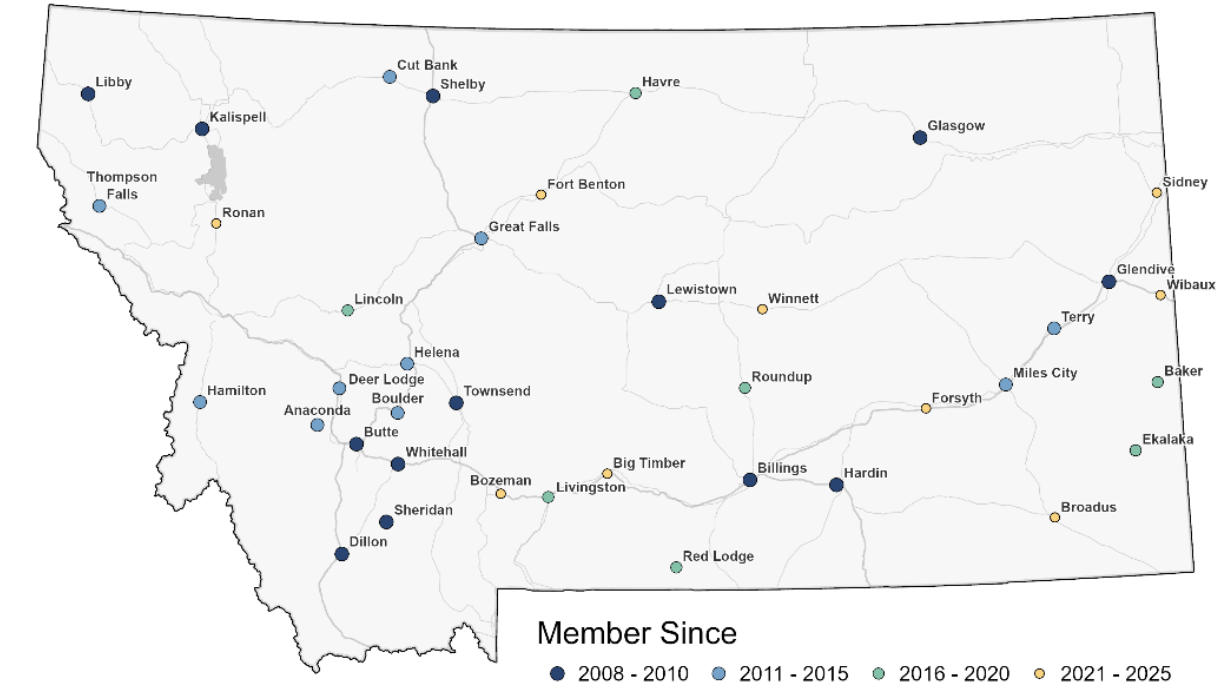 Libby
Cut Bank
Shelby
Havre
Kalispell
Glasgow
Thompson
Falls
Fort Benton
Sidney
Ronan
Great Falls
Glendive
Wibaux
Lewistown
Winnett
Lincoln
Terry
Helena
Deer Lodge
Hamilton
Boulder
Townsend
Roundup
Miles City
Baker
Anaconda
Forsyth
Butte
Whitehall
Ekalaka
Big Timber
Billings
Hardin
Bozeman
Livingston
Sheridan
Broadus
Dillon
Red Lodge
Member Since
2008 - 2010 2011 - 2015 2016 - 2020 2021 - 2025